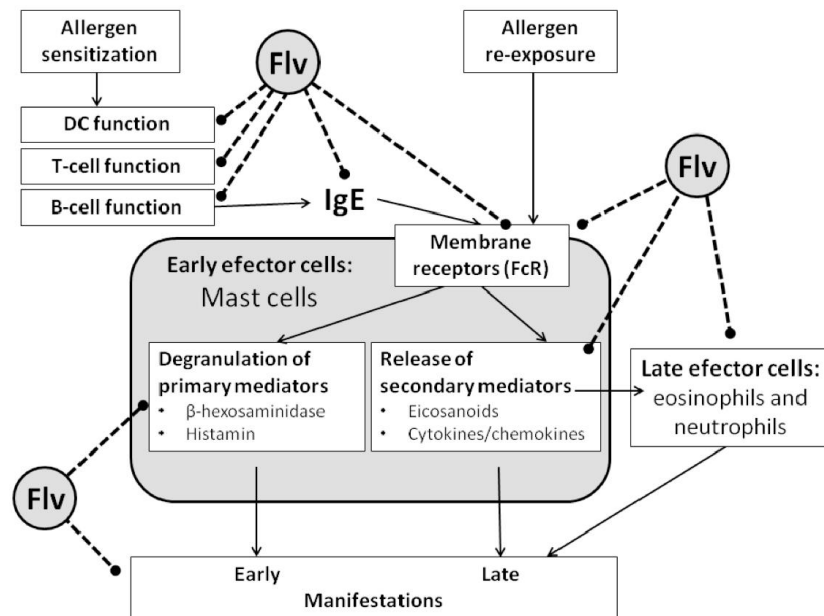 Allergen
sensitization
Flv
Allergen
re-exposure
DC function
T-cell function
B-cell function
IgE
Flv
Membrane
receptors (FcR)
Early efector cells:
Mast cells
Degranulation of
primary mediators
• β-hexosaminidase
• Histamin
Release of
secondary mediators
• Eicosanoids
• Cytokines/chemokines
Late efector cells:
eosinophils and
neutrophils
Flv
Early
Late
Manifestations